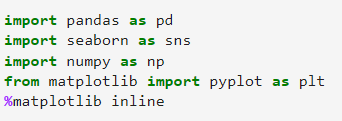 import pandas as pd
import seaborn as sns
import numpy as np
from matplotlib import pyplot as plt
%matplotlib inline